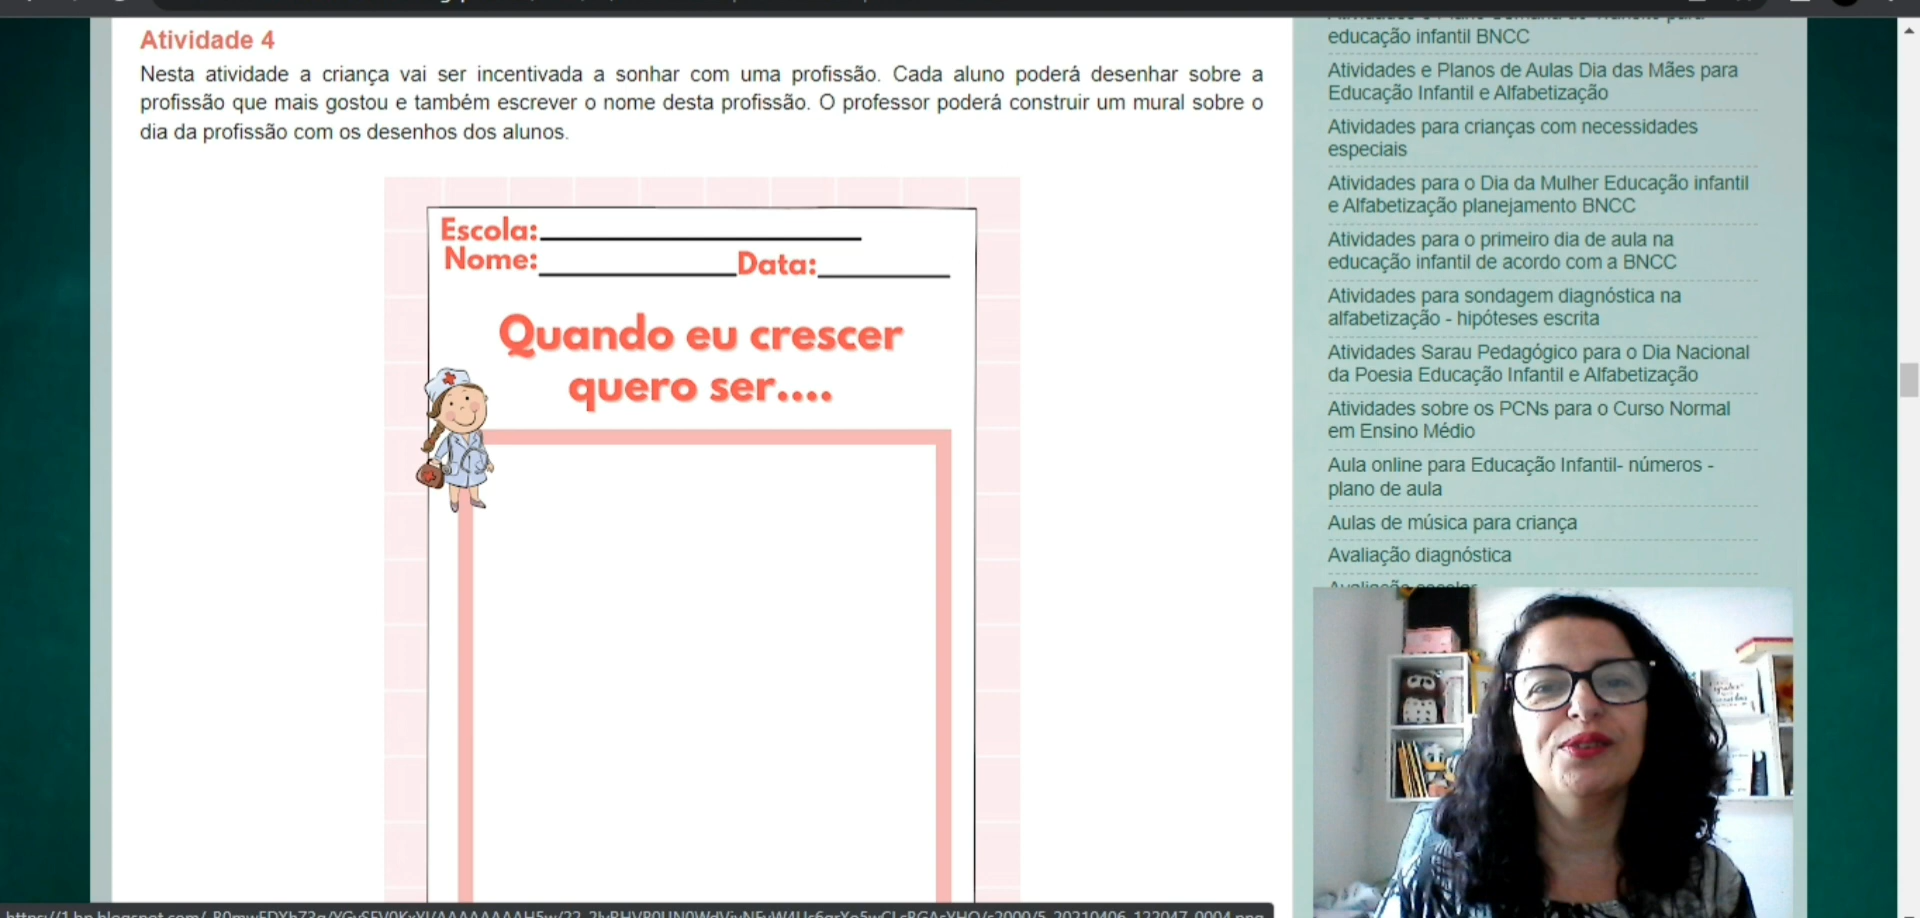 Atividade 4
Nesta atividade a criança vai ser incentivada a sonhar com uma profissão. Cada aluno poderá desenhar sobre a
profissão que mais gostou e também escrever o nome desta profissão. O professor poderá construir um mural sobre o
dia da profissão com os desenhos dos alunos.
Escola:
Nome: Data:
Quando eu crescer
quero ser....
educação infantil BNCC
Atividades e Planos de Aulas Dia das Mães para
Educação Infantil e Alfabetização
Atividades para crianças com necessidades
especiais
Atividades para o Dia da Mulher Educação infantil
e Alfabetização planejamento BNCC
Atividades para o primeiro dia de aula na
educação infantil de acordo com a BNCC
Atividades para sondagem diagnóstica na
alfabetização - hipóteses escrita
Atividades Sarau Pedagógico para o Dia Nacional
da Poesia Educação Infantil e Alfabetização
Atividades sobre os PCNs para o Curso Normal
em Ensino Médio
Aula online para Educação Infantil- números -
plano de aula
Aulas de música para criança
Avaliação diagnóstica